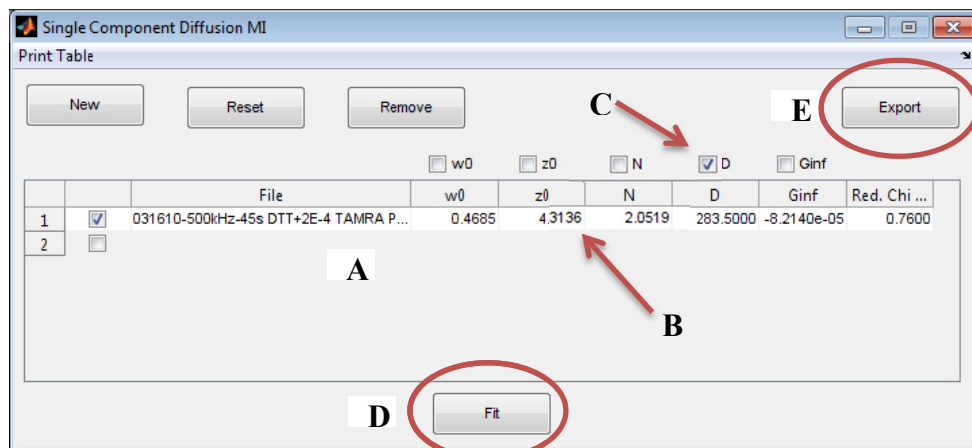 Single Component Diffusion MI
Print Table
New Reset Remove C E Export
w0 z0 N D Ginf
File w0 z0 N D Ginf Red. Chi ...
1 031610-500kHz-45s DTT+2E-4 TAMRA P... 0.4685 4.3136 2.0519 283.5000 -8.2140e-05 0.7600
2
A
B
D Fit